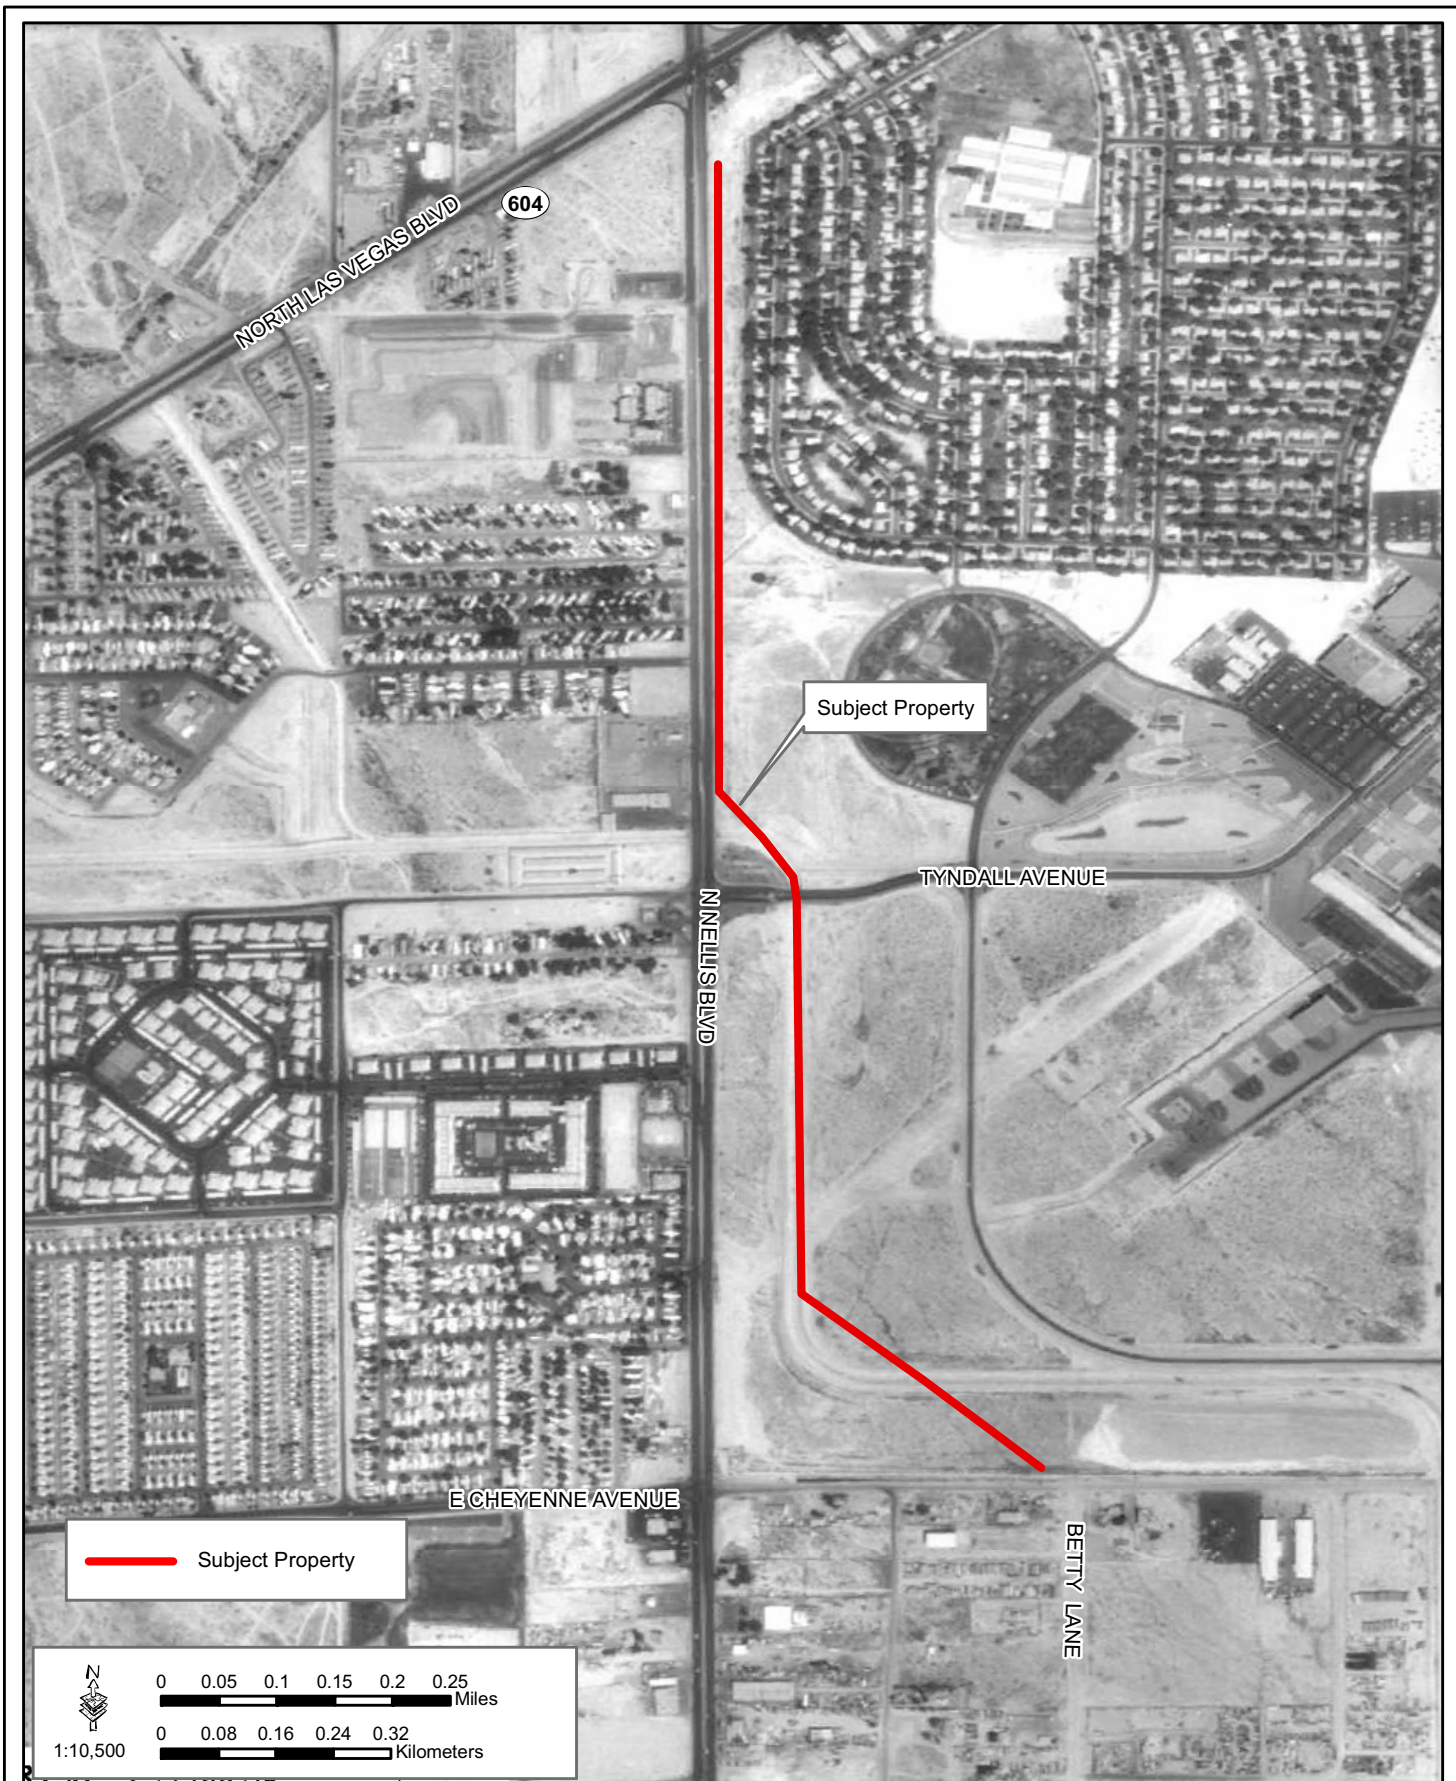 604
NORTH LAS VEGAS BLVD
Subject Property
TYNDALL AVENUE
N NELLIS BLVD
E CHEYENNE AVENUE
BETTY LANE
Subject Property
N
0 0.05 0.1 0.15 0.2 0.25
Miles
0 0.08 0.16 0.24 0.32
Kilometers
1:10,500